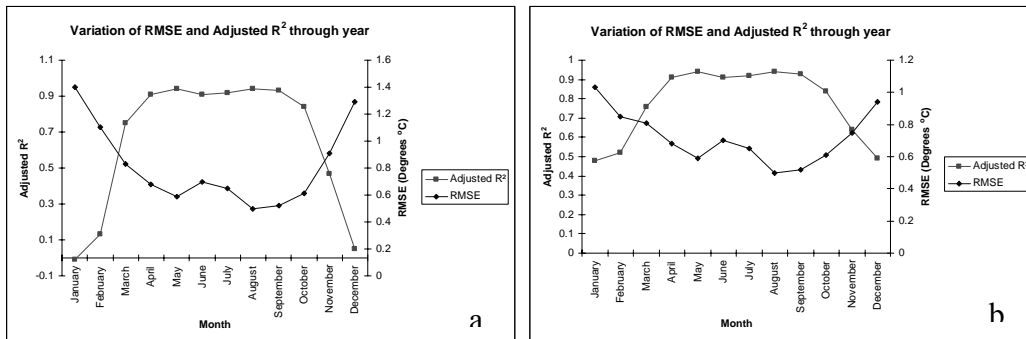 Variation of RMSE and Adjusted R² through year
1.1
0.9
0.7
0.5
0.3
0.1
-0.1
Adjusted R²
1.6
1.4
1.2
1
0.8
0.6
0.4
0.2
0
RMSE (Degrees °C)
January
February
March
April
May
June
July
August
September
October
November
December
Month
Adjusted R²
RMSE
a
Variation of RMSE and Adjusted R² through year
1
0.9
0.8
0.7
0.6
0.5
0.4
0.3
0.2
0.1
0
Adjusted R²
1.2
1
0.8
0.6
0.4
0.2
0
RMSE (Degrees °C)
January
February
March
April
May
June
July
August
September
October
November
December
Month
Adjusted R²
RMSE
b